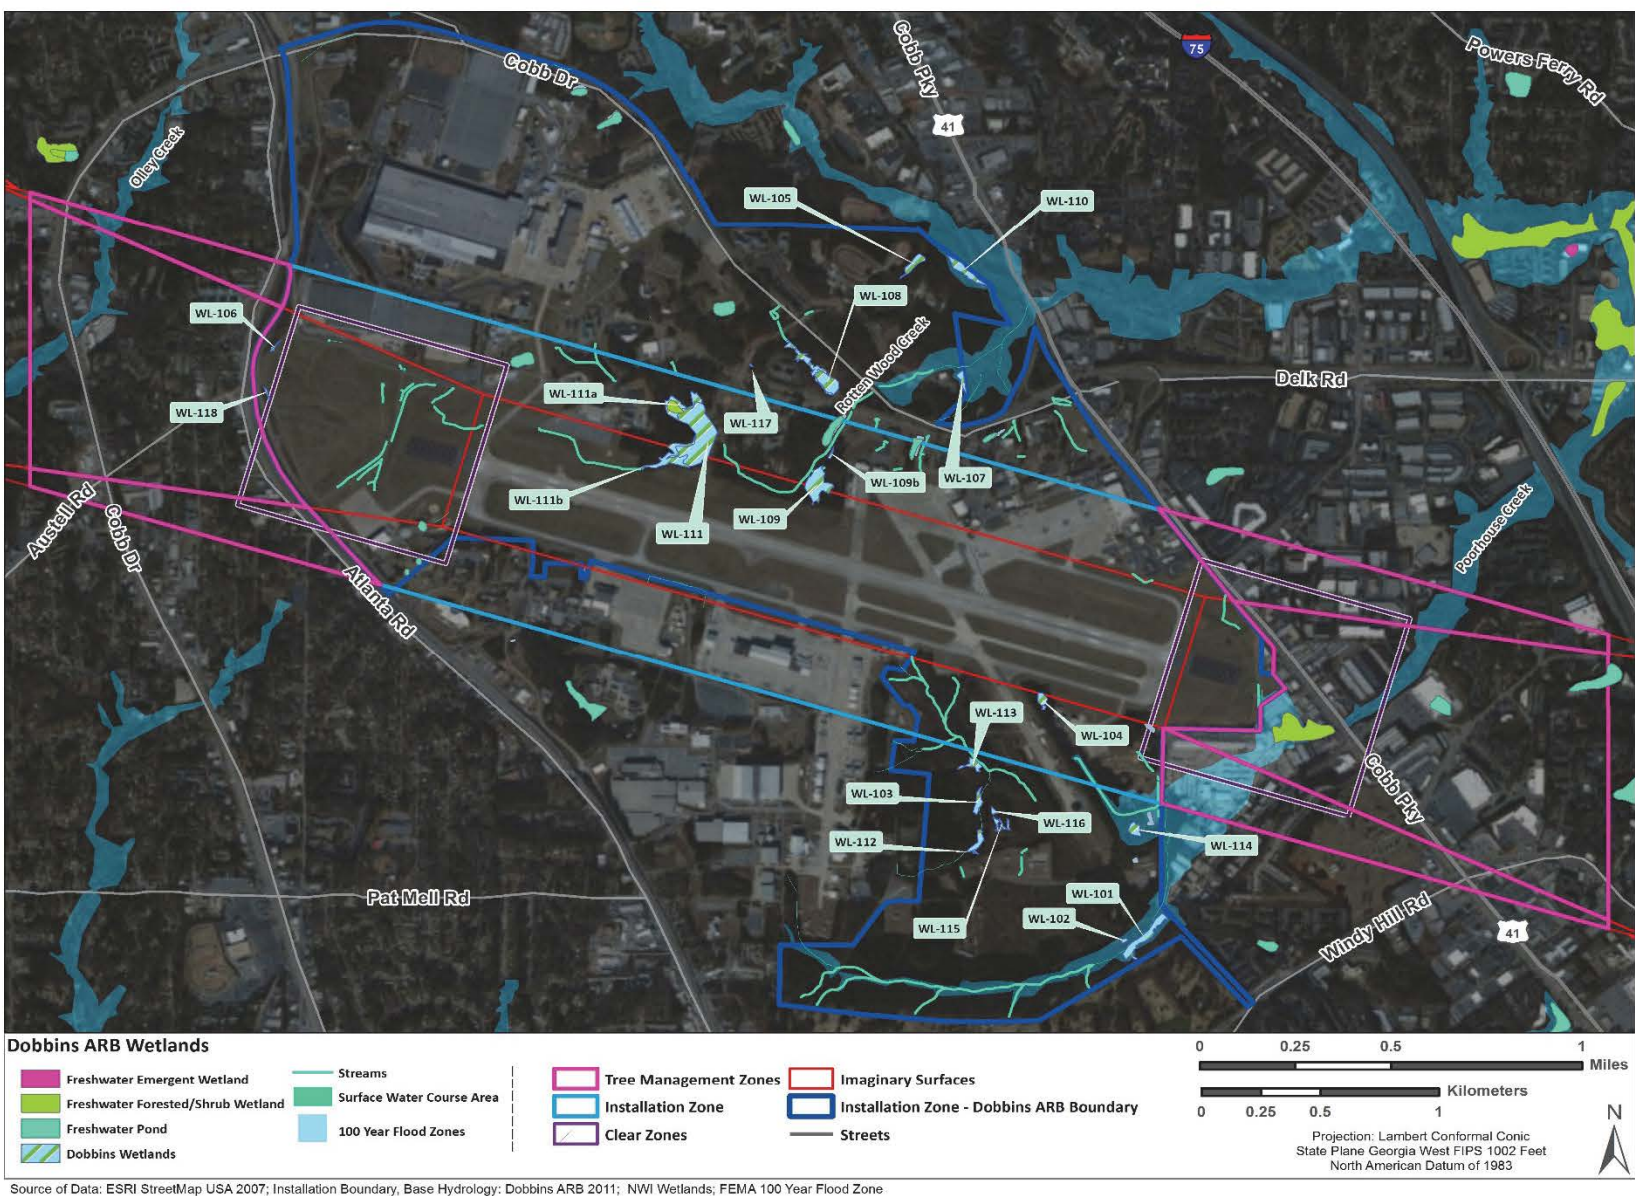 Cobb Dr
Cobb Pky
75
Powers Ferry Rd
41
Olley Creek
WL-105
WL-110
WL-106
WL-108
Rotten Wood Creek
Delk Rd
WL-111a
WL-118
WL-117
WL-109b
WL-107
WL-111b
WL-109
WL-111
Austell Rd
Cobb Dr
Poorhouse Creek
Atlanta Rd
WL-113
WL-104
WL-103
WL-116
Cobb Pky
WL-112
WL-114
Pat Mell Rd
WL-101
WL-102
WL-115
Windy Hill Rd
41
Dobbins ARB Wetlands
Freshwater Emergent Wetland
Freshwater Forested/Shrub Wetland
Freshwater Pond
Dobbins Wetlands
Streams
Surface Water Course Area
100 Year Flood Zones
Tree Management Zones
Installation Zone
Clear Zones
Imaginary Surfaces
Installation Zone - Dobbins ARB Boundary
Streets
0 0.25 0.5 1
Miles
Kilometers
0 0.25 0.5 1
N
Projection: Lambert Conformal Conic
State Plane Georgia West FIPS 1002 Feet
North American Datum of 1983
Source of Data: ESRI StreetMap USA 2007; Installation Boundary, Base Hydrology: Dobbins ARB 2011; NWI Wetlands; FEMA 100 Year Flood Zone